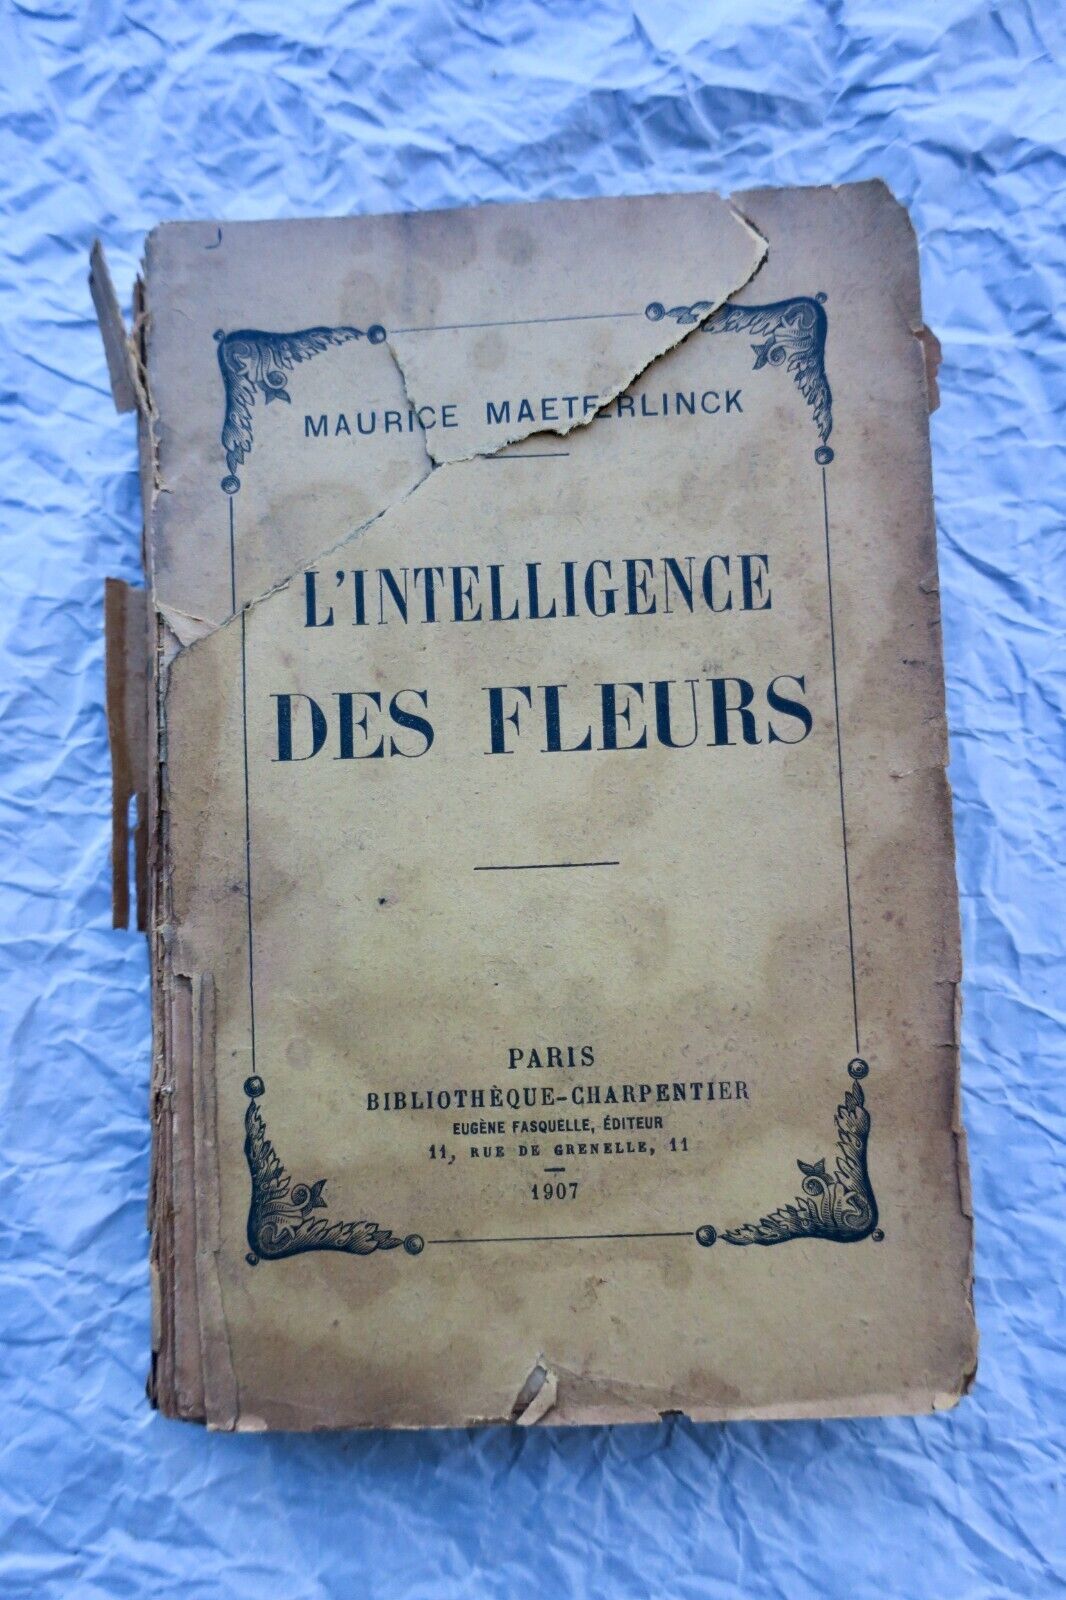 MAURICE MAETERLINCK
L'INTELLIGENCE
DES FLEURS
PARIS
BIBLIOTHÈQUE-CHARPENTIER
EUGÈNE FASQUELLE, ÉDITEUR
11, RUE DE GRENELLE, 11
1907